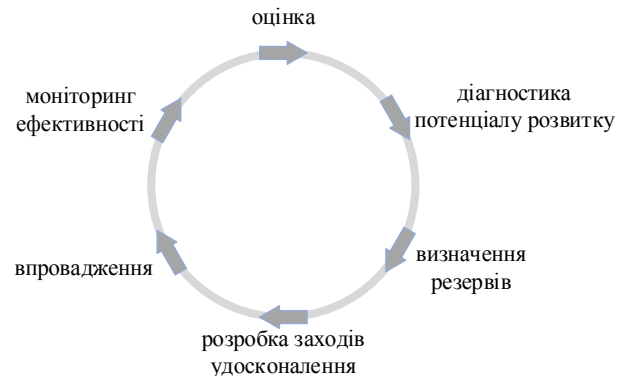 оцінка
діагностика
потенціалу розвитку
визначення
резервів
розробка заходів
удосконалення
впровадження
моніторинг
ефективності